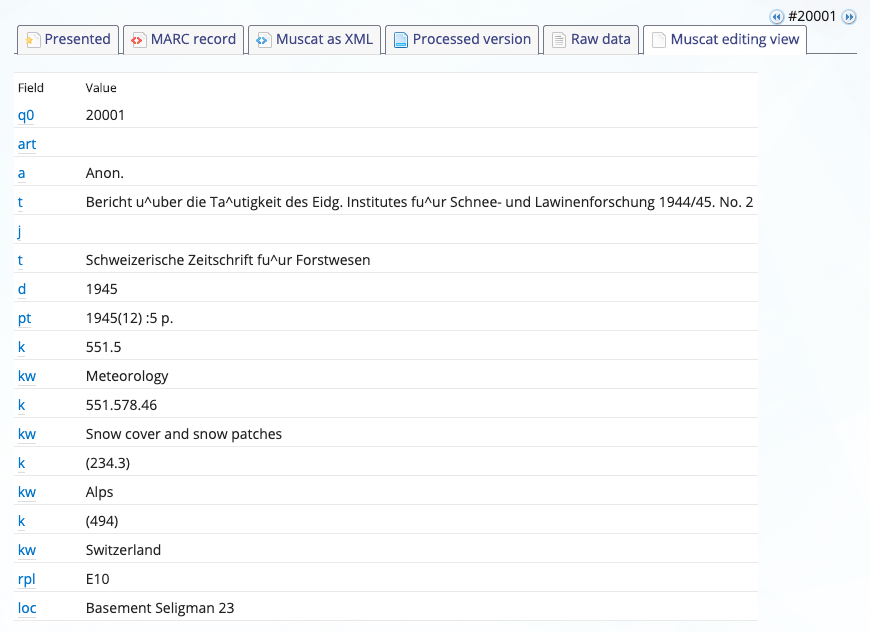 #20001
Presented MARC record Muscat as XML Processed version Raw data Muscat editing view
Field Value
q0 20001
art
a Anon.
t Bericht u^uber die Ta^utigkeit des Eidg. Institutes fu^ur Schnee- und Lawinenforschung 1944/45. No. 2
j
t Schweizerische Zeitschrift fu^ur Forstwesen
d 1945
pt 1945(12) :5 p.
k 551.5
kw Meteorology
k 551.578.46
kw Snow cover and snow patches
k (234.3)
kw Alps
k (494)
kw Switzerland
rpl E10
loc Basement Seligman 23